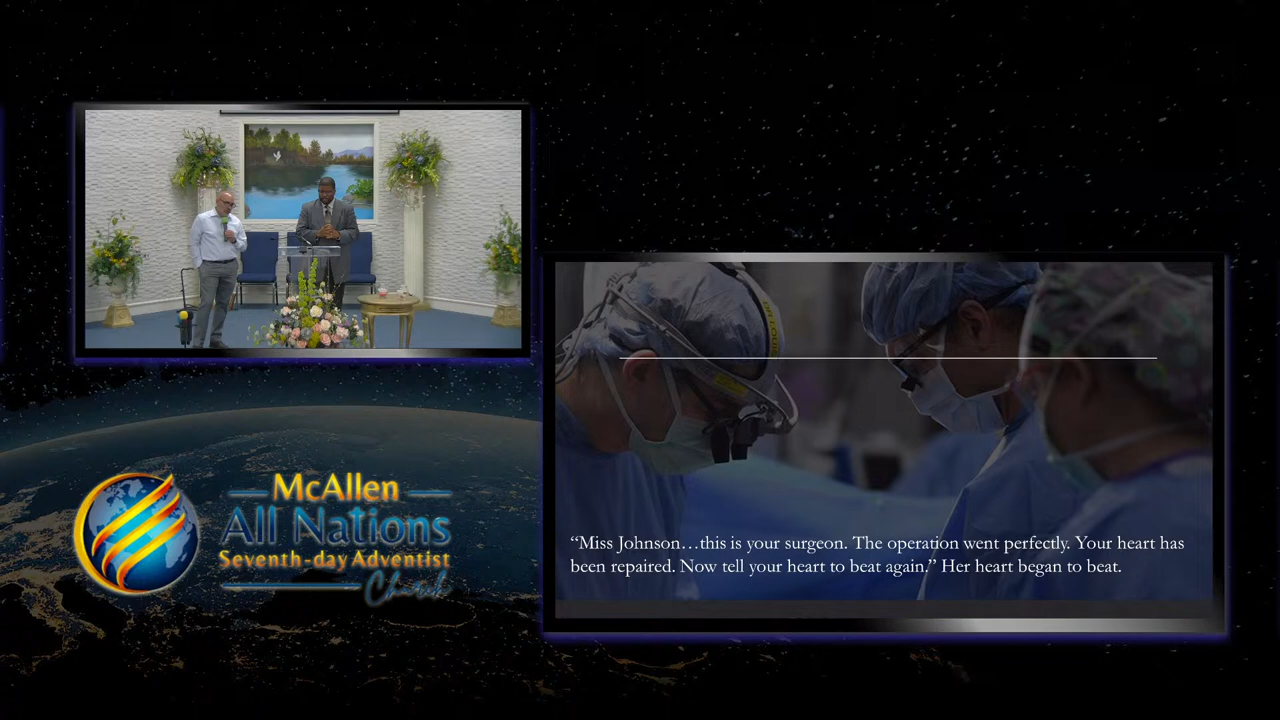 McAllen
All Nations
Seventh-day Adventist
Church
“Miss Johnson…this is your surgeon. The operation went perfectly. Your heart has
been repaired. Now tell your heart to beat again.” Her heart began to beat.